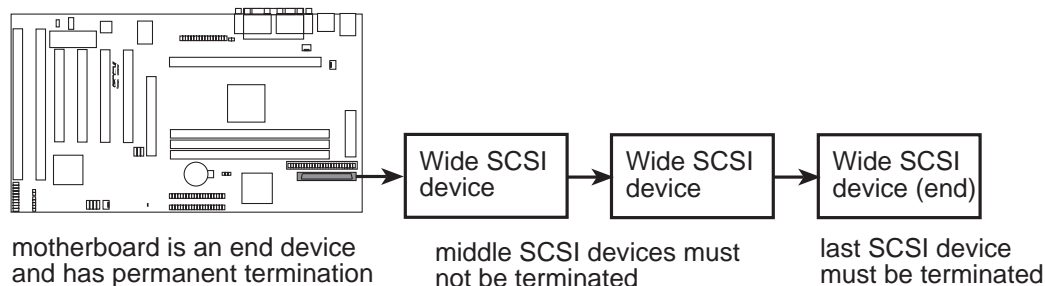 Wide SCSI
device
Wide SCSI
device
Wide SCSI
device (end)
motherboard is an end device
and has permanent termination
middle SCSI devices must
not be terminated
last SCSI device
must be terminated